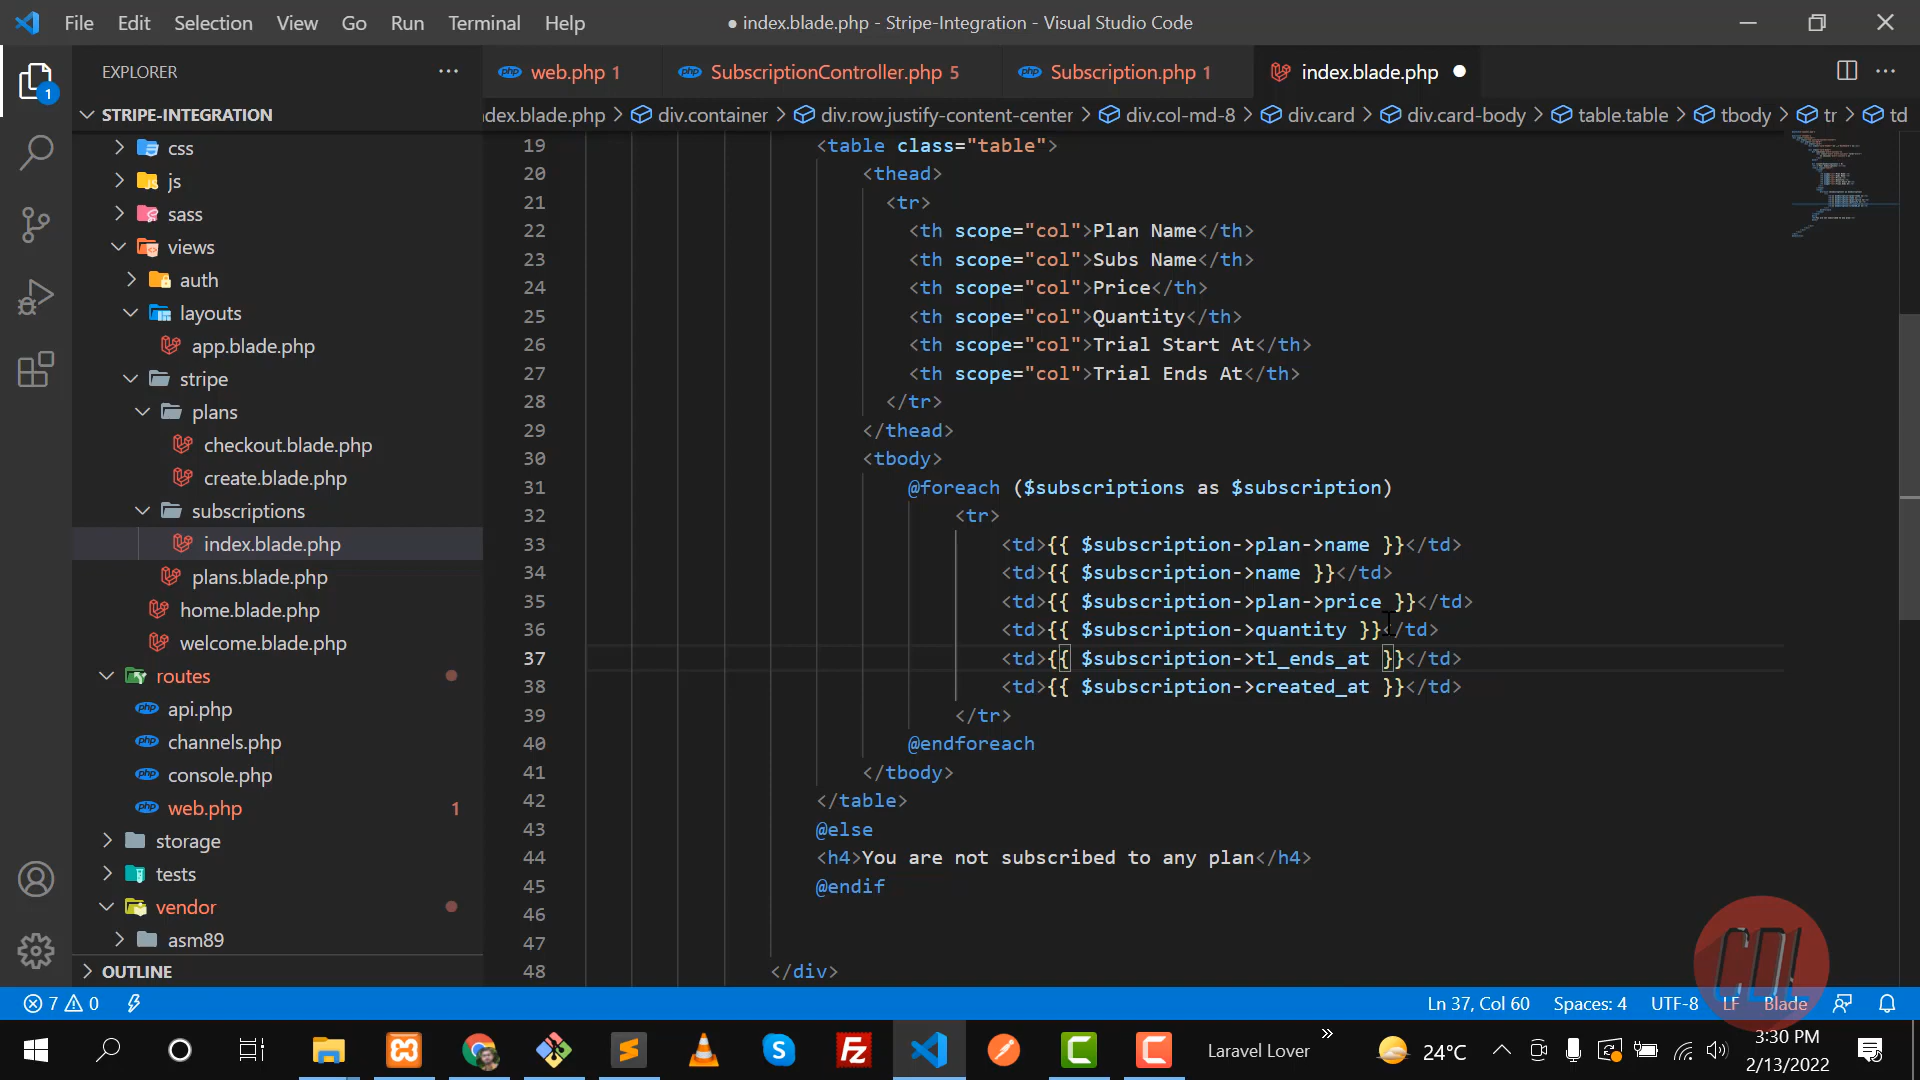 File Edit Selection View Go Run Terminal Help
● index.blade.php - Stripe-Integration - Visual Studio Code
EXPLORER
web.php 1
SubscriptionController.php 5
Subscription.php 1
index.blade.php
STRIPE-INTEGRATION
dex.blade.php > div.container > div.row.justify-content-center > div.col-md-8 > div.card > div.card-body > table.table > tbody > tr > td
css
js
sass
views
auth
layouts
app.blade.php
stripe
plans
checkout.blade.php
create.blade.php
subscriptions
index.blade.php
plans.blade.php
home.blade.php
welcome.blade.php
routes
api.php
channels.php
console.php
web.php 1
storage
tests
vendor
asm89
OUTLINE
19 <table class="table">
20 <thead>
21 <tr>
22 <th scope="col">Plan Name</th>
23 <th scope="col">Subs Name</th>
24 <th scope="col">Price</th>
25 <th scope="col">Quantity</th>
26 <th scope="col">Trial Start At</th>
27 <th scope="col">Trial Ends At</th>
28 </tr>
29 </thead>
30 <tbody>
31 @foreach ($subscriptions as $subscription)
32 <tr>
33 <td>{{ $subscription->plan->name }}</td>
34 <td>{{ $subscription->name }}</td>
35 <td>{{ $subscription->plan->price }}</td>
36 <td>{{ $subscription->quantity }}</td>
37 <td>{{ $subscription->tl_ends_at }}</td>
38 <td>{{ $subscription->created_at }}</td>
39 </tr>
40 @endforeach
41 </tbody>
42 </table>
43 @else
44 <h4>You are not subscribed to any plan</h4>
45 @endif
46
47
48 </div>
1
7 0
Ln 37, Col 60 Spaces: 4 UTF-8 LF Blade
CDL
Laravel Lover
24°C
3:30 PM
2/13/2022